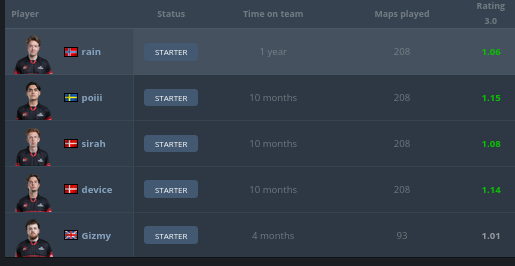 Player Status Time on team Maps played Rating 3.0
rain STARTER 1 year 208 1.06
poiii STARTER 10 months 208 1.15
sirah STARTER 10 months 208 1.08
device STARTER 10 months 208 1.14
Gizmy STARTER 4 months 93 1.01